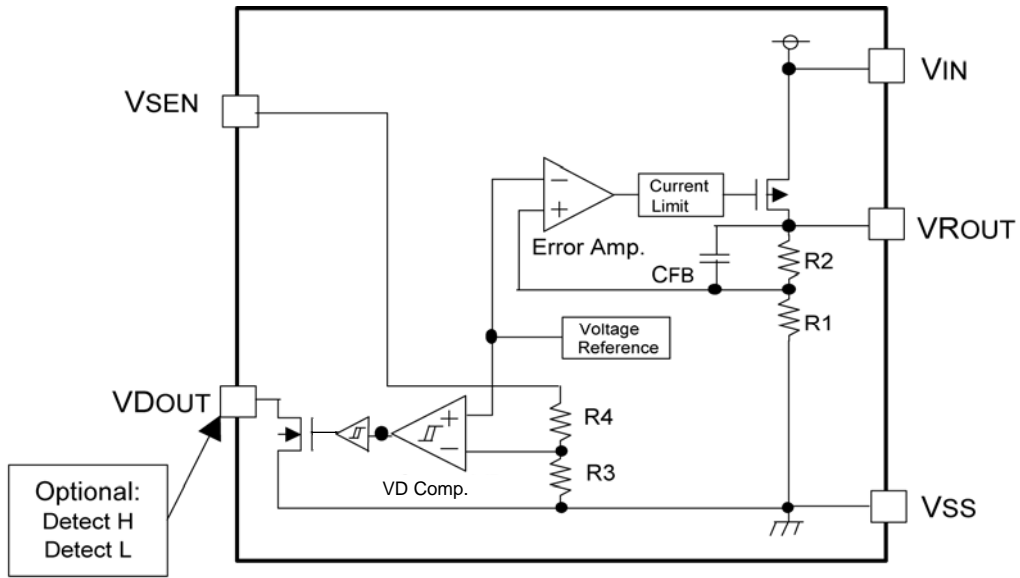 VIN
VSEN
Current
Limit
−
+
VROUT
Error Amp.
R2
CFB
R1
Voltage
Reference
VDOUT
R4
+
−
R3
VD Comp.
Optional:
Detect H
Detect L
VSS